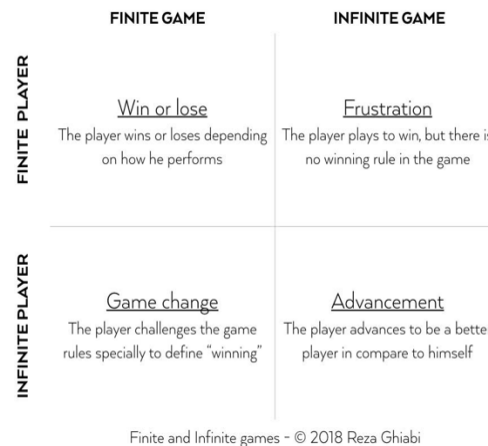 FINITE GAME
INFINITE GAME
FINITE PLAYER
Win or lose
The player wins or loses depending
on how he performs
Frustration
The player plays to win, but there is
no winning rule in the game
INFINITE PLAYER
Game change
The player challenges the game
rules specially to define “winning”
Advancement
The player advances to be a bette
player in compare to himself
Finite and Infinite games - © 2018 Reza Ghiabi